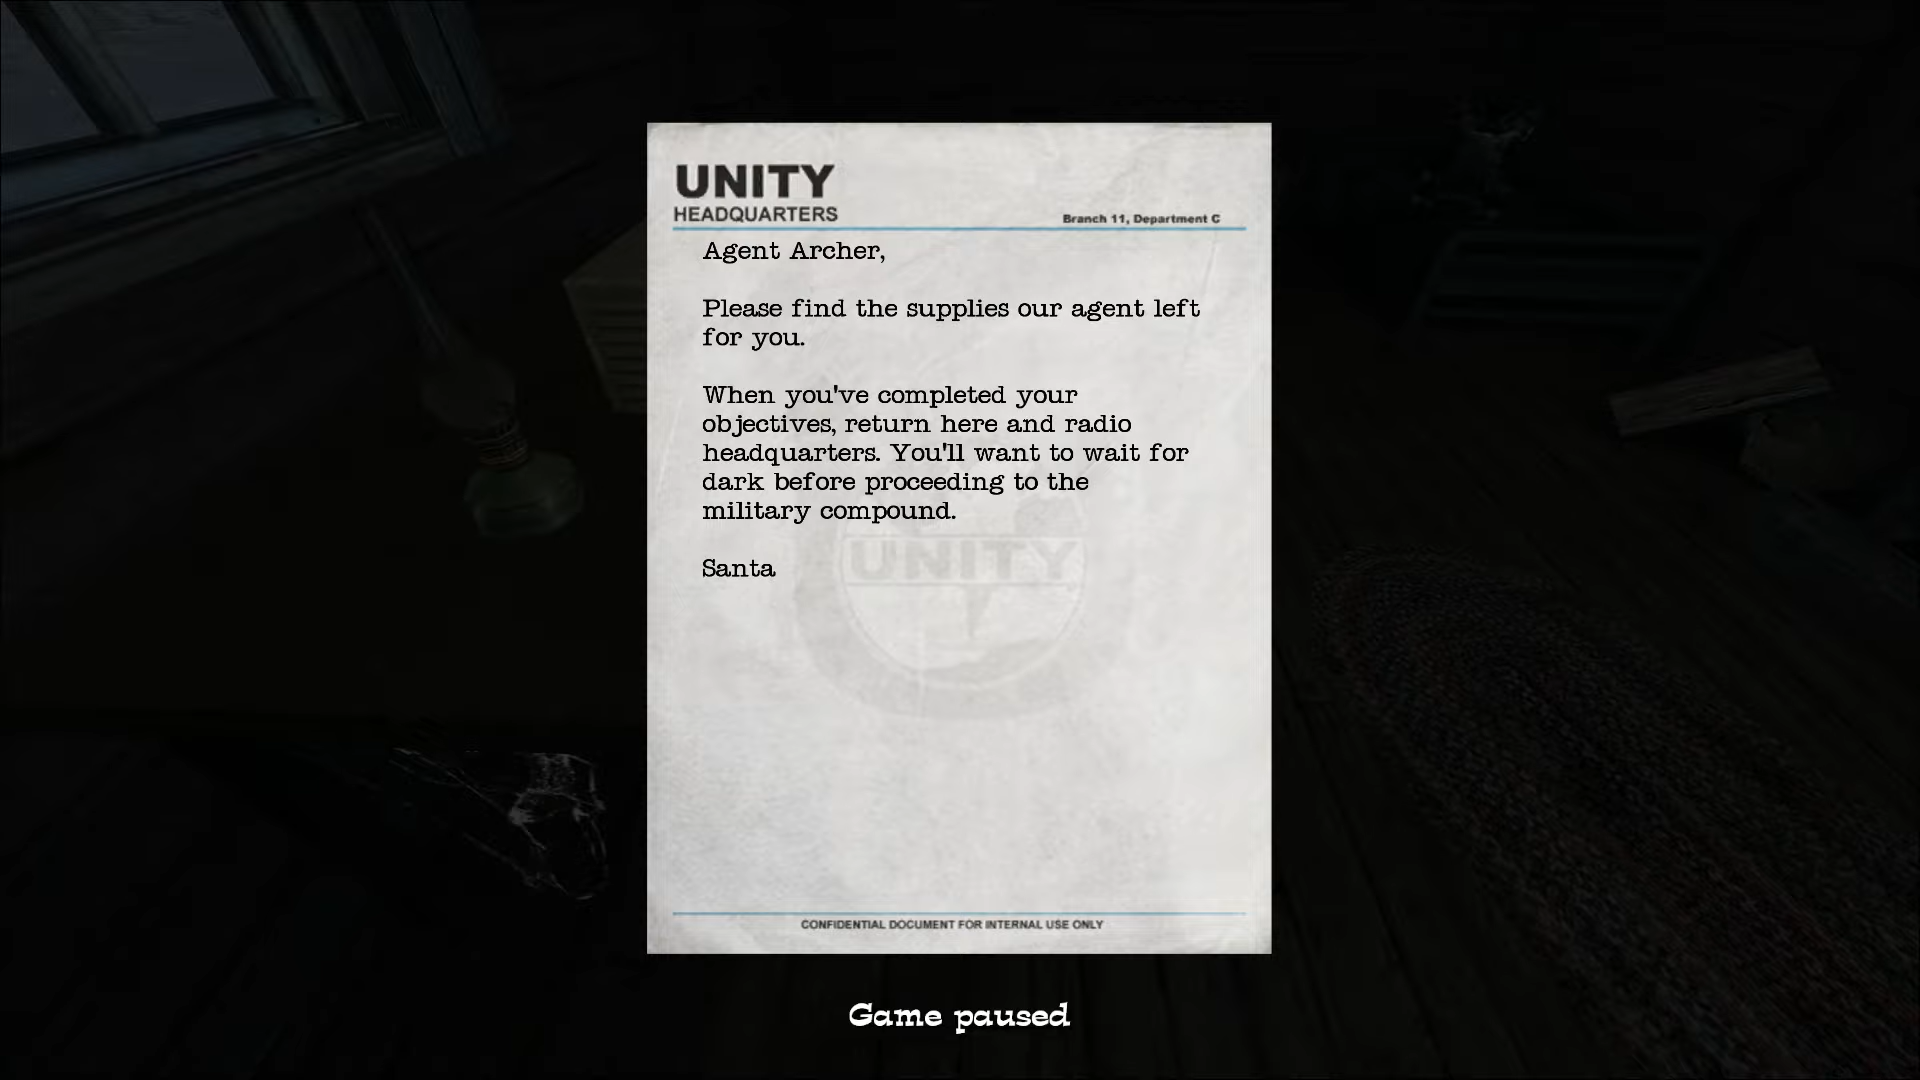 UNITY
HEADQUARTERS
Branch 11, Department C
Agent Archer,
Please find the supplies our agent left
for you.
When you've completed your
objectives, return here and radio
headquarters. You'll want to wait for
dark before proceeding to the
military compound.
Santa
UNITY
CONFIDENTIAL DOCUMENT FOR INTERNAL USE ONLY
Game paused